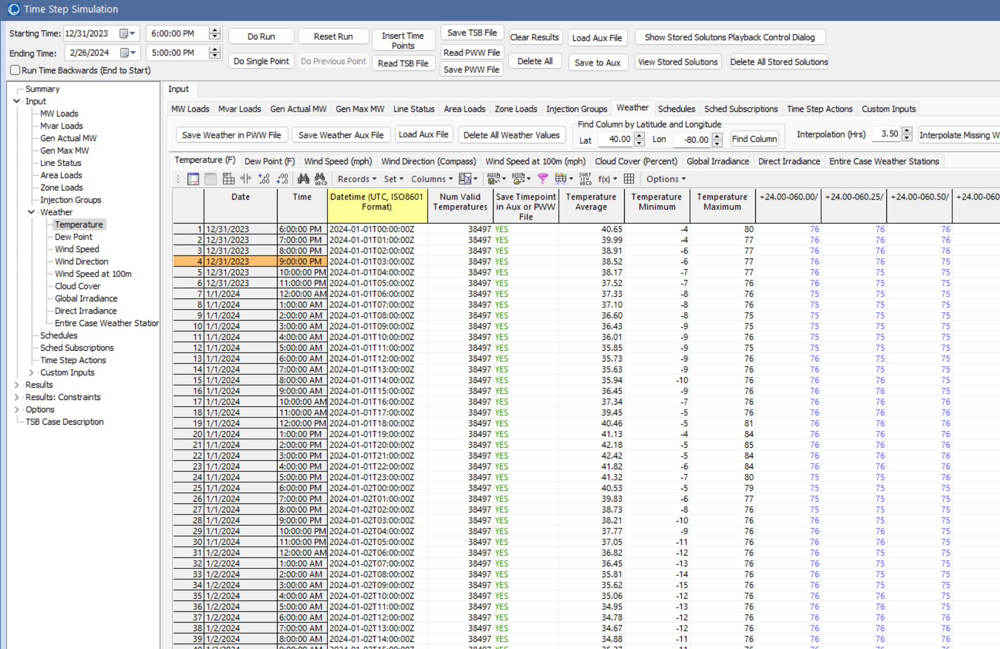 Time Step Simulation
Starting Time: 12/31/2023 6:00:00 PM
Ending Time: 2/26/2024 5:00:00 PM
Run Time Backwards (End to Start)
Do Run Reset Run Insert Time Points Save TSB File Clear Results Load Aux File Show Stored Solutons Playback Control Dialog
Read PWW File
Do Single Point Do Previous Point Read TSB File Save PWW File Delete All Save to Aux View Stored Solutions Delete All Stored Solutions
Summary
Input
MW Loads
Mvar Loads
Gen Actual MW
Gen Max MW
Line Status
Area Loads
Zone Loads
Injection Groups
Weather
Temperature
Dew Point
Wind Speed
Wind Direction
Wind Speed at 100m
Cloud Cover
Global Irradiance
Direct Irradiance
Entire Case Weather Station
Schedules
Sched Subscriptions
Time Step Actions
Custom Inputs
Results
Results: Constraints
Options
TSB Case Description
Input
MW Loads Mvar Loads Gen Actual MW Gen Max MW Line Status Area Loads Zone Loads Injection Groups Weather Schedules Sched Subscriptions Time Step Actions Custom Inputs
Save Weather in PWW File Save Weather Aux File Load Aux File Delete All Weather Values
Find Column by Latitude and Longitude
Lat 40.00 Lon -80.00 Find Column
Interpolation (Hrs) 3.50 Interpolate Missing W
Temperature (F) Dew Point (F) Wind Speed (mph) Wind Direction (Compass) Wind Speed at 100m (mph) Cloud Cover (Percent) Global Irradiance Direct Irradiance Entire Case Weather Stations
Records Set Columns f(x) Options
Date Time Datetime (UTC, ISO8601 Format) Num Valid Temperatures Save Timepoint in Aux or PWW File Temperature Average Temperature Minimum Temperature Maximum +24.00-060.00/ +24.00-060.25/ +24.00-060.50/ +24.00-060
1 12/31/2023 6:00:00 PM 2024-01-01T00:00:00Z 38497 YES 40.65 -4 80 76 76 76
2 12/31/2023 7:00:00 PM 2024-01-01T01:00:00Z 38497 YES 39.99 -4 77 76 76 76
3 12/31/2023 8:00:00 PM 2024-01-01T02:00:00Z 38497 YES 38.91 -6 77 76 76 76
4 12/31/2023 9:00:00 PM 2024-01-01T03:00:00Z 38497 YES 38.52 -6 77 76 76 76
5 12/31/2023 10:00:00 PM 2024-01-01T04:00:00Z 38497 YES 38.17 -7 77 76 75 75
6 12/31/2023 11:00:00 PM 2024-01-01T05:00:00Z 38497 YES 37.52 -7 76 76 75 75
7 1/1/2024 12:00:00 AM 2024-01-01T06:00:00Z 38497 YES 37.33 -8 76 75 75 75
8 1/1/2024 1:00:00 AM 2024-01-01T07:00:00Z 38497 YES 37.10 -8 76 75 75 75
9 1/1/2024 2:00:00 AM 2024-01-01T08:00:00Z 38497 YES 36.60 -8 75 75 75 75
10 1/1/2024 3:00:00 AM 2024-01-01T09:00:00Z 38497 YES 36.43 -9 75 75 75 75
11 1/1/2024 4:00:00 AM 2024-01-01T10:00:00Z 38497 YES 36.01 -9 76 75 75 75
12 1/1/2024 5:00:00 AM 2024-01-01T11:00:00Z 38497 YES 35.85 -9 75 75 75 75
13 1/1/2024 6:00:00 AM 2024-01-01T12:00:00Z 38497 YES 35.73 -9 76 75 75 75
14 1/1/2024 7:00:00 AM 2024-01-01T13:00:00Z 38497 YES 35.63 -9 76 76 75 75
15 1/1/2024 8:00:00 AM 2024-01-01T14:00:00Z 38497 YES 35.94 -10 76 76 76 75
16 1/1/2024 9:00:00 AM 2024-01-01T15:00:00Z 38497 YES 36.45 -9 76 76 76 75
17 1/1/2024 10:00:00 AM 2024-01-01T16:00:00Z 38497 YES 37.34 -7 76 76 76 76
18 1/1/2024 11:00:00 AM 2024-01-01T17:00:00Z 38497 YES 39.45 -5 76 76 76 76
19 1/1/2024 12:00:00 PM 2024-01-01T18:00:00Z 38497 YES 40.46 -5 81 76 76 76
20 1/1/2024 1:00:00 PM 2024-01-01T19:00:00Z 38497 YES 41.13 -4 84 76 76 76
21 1/1/2024 2:00:00 PM 2024-01-01T20:00:00Z 38497 YES 42.18 -5 85 76 76 76
22 1/1/2024 3:00:00 PM 2024-01-01T21:00:00Z 38497 YES 42.42 -5 84 76 76 76
23 1/1/2024 4:00:00 PM 2024-01-01T22:00:00Z 38497 YES 41.82 -6 84 76 76 76
24 1/1/2024 5:00:00 PM 2024-01-01T23:00:00Z 38497 YES 41.32 -7 80 75 75 76
25 1/1/2024 6:00:00 PM 2024-01-02T00:00:00Z 38497 YES 40.53 -5 79 75 75 76
26 1/1/2024 7:00:00 PM 2024-01-02T01:00:00Z 38497 YES 39.83 -6 77 75 75 76
27 1/1/2024 8:00:00 PM 2024-01-02T02:00:00Z 38497 YES 38.73 -8 76 75 75 75
28 1/1/2024 9:00:00 PM 2024-01-02T03:00:00Z 38497 YES 38.21 -10 76 76 75 75
29 1/1/2024 10:00:00 PM 2024-01-02T04:00:00Z 38497 YES 37.77 -9 76 76 75 75
30 1/1/2024 11:00:00 PM 2024-01-02T05:00:00Z 38497 YES 37.05 -11 76 76 76 75
31 1/2/2024 12:00:00 AM 2024-01-02T06:00:00Z 38497 YES 36.82 -12 76 76 75 75
32 1/2/2024 1:00:00 AM 2024-01-02T07:00:00Z 38497 YES 36.45 -13 76 76 75 75
33 1/2/2024 2:00:00 AM 2024-01-02T08:00:00Z 38497 YES 35.81 -14 76 76 76 75
34 1/2/2024 3:00:00 AM 2024-01-02T09:00:00Z 38497 YES 35.62 -15 76 76 76 75
35 1/2/2024 4:00:00 AM 2024-01-02T10:00:00Z 38497 YES 35.06 -12 76 76 76 75
36 1/2/2024 5:00:00 AM 2024-01-02T11:00:00Z 38497 YES 34.95 -13 76 76 76 75
37 1/2/2024 6:00:00 AM 2024-01-02T12:00:00Z 38497 YES 34.78 -12 76 76 76 76
38 1/2/2024 7:00:00 AM 2024-01-02T13:00:00Z 38497 YES 34.67 -12 76 76 76 76
39 1/2/2024 8:00:00 AM 2024-01-02T14:00:00Z 38497 YES 34.88 -11 76 76 76 76